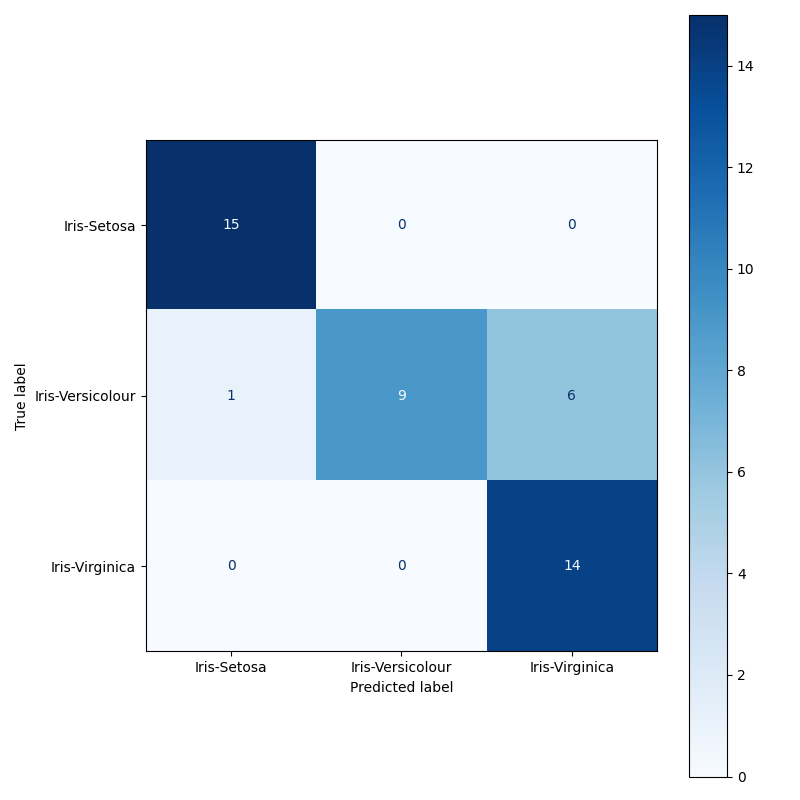 Iris-Setosa 15 0 0
Iris-Versicolour 1 9 6
Iris-Virginica 0 0 14
Iris-Setosa Iris-Versicolour Iris-Virginica
Predicted label
True label
14
12
10
8
6
4
2
0